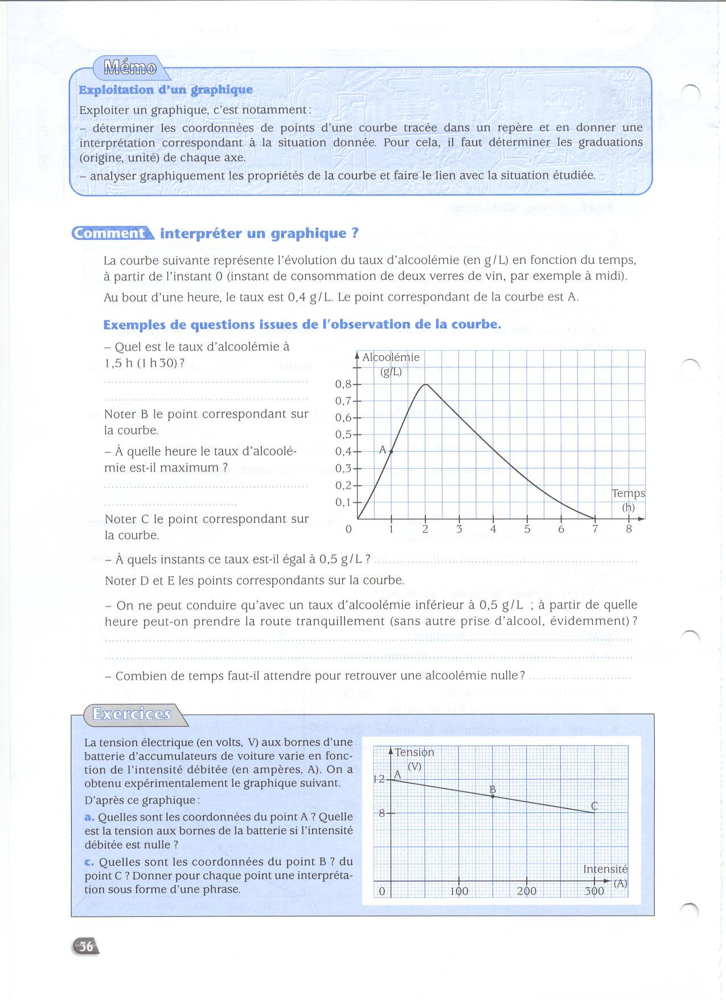 Mémo
Exploitation d'un graphique
Exploiter un graphique, c'est notamment :
– déterminer les coordonnées de points d'une courbe tracée dans un repère et en donner une
interprétation correspondant à la situation donnée. Pour cela, il faut déterminer les graduations
(origine, unité) de chaque axe.
– analyser graphiquement les propriétés de la courbe et faire le lien avec la situation étudiée.
Comment interpréter un graphique ?
La courbe suivante représente l'évolution du taux d'alcoolémie (en g/L) en fonction du temps,
à partir de l'instant 0 (instant de consommation de deux verres de vin, par exemple à midi).
Au bout d'une heure, le taux est 0,4 g/L. Le point correspondant de la courbe est A.
Exemples de questions issues de l'observation de la courbe.
– Quel est le taux d'alcoolémie à
1,5 h (1 h 30) ?
Noter B le point correspondant sur
la courbe.
– À quelle heure le taux d'alcoolé-
mie est-il maximum ?
Noter C le point correspondant sur
la courbe.
Alcoolémie
(g/L)
0,8
0,7
0,6
0,5
0,4
0,3
0,2
0,1
A
Temps
(h)
0 1 2 3 4 5 6 7 8
– À quels instants ce taux est-il égal à 0,5 g/L ?
Noter D et E les points correspondants sur la courbe.
– On ne peut conduire qu'avec un taux d'alcoolémie inférieur à 0,5 g/L ; à partir de quelle
heure peut-on prendre la route tranquillement (sans autre prise d'alcool, évidemment) ?
– Combien de temps faut-il attendre pour retrouver une alcoolémie nulle ?
Exercices
La tension électrique (en volts, V) aux bornes d'une
batterie d'accumulateurs de voiture varie en fonc-
tion de l'intensité débitée (en ampères, A). On a
obtenu expérimentalement le graphique suivant.
D'après ce graphique :
a. Quelles sont les coordonnées du point A ? Quelle
est la tension aux bornes de la batterie si l'intensité
débitée est nulle ?
c. Quelles sont les coordonnées du point B ? du
point C ? Donner pour chaque point une interpréta-
tion sous forme d'une phrase.
Tension
(V)
12
A
B
8
C
Intensité
(A)
0 100 200 300
36